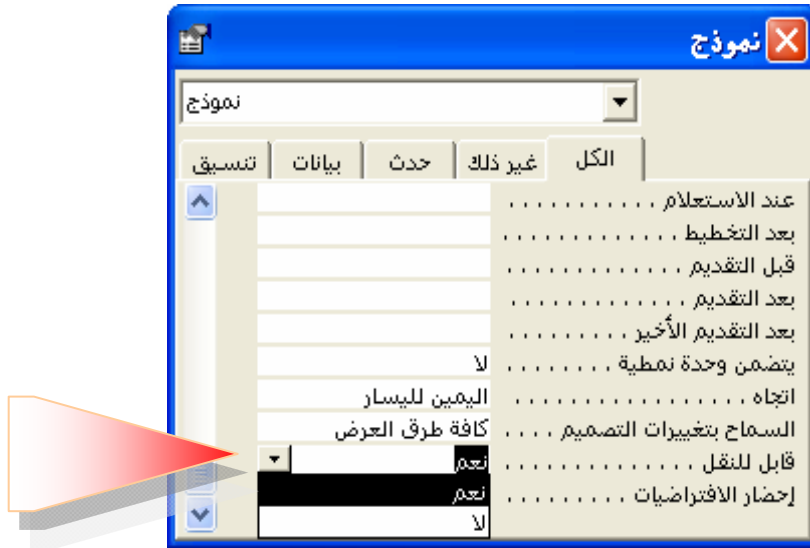 نموذج
نموذج
الكل غير ذلك حدث بيانات تنسيق
عند الاستعلام . . . . . . . . . . .
بعد التخطيط . . . . . . . . . . . . .
قبل التقديم . . . . . . . . . . . . .
بعد التقديم . . . . . . . . . . . . .
بعد التقديم الأخير . . . . . . . . .
يتضمن وحدة نمطية . . . . . . . . لا
اتجاه . . . . . . . . . . . . . . . . . اليمين لليسار
السماح بتغييرات التصميم . . . . كافة طرق العرض
قابل للنقل . . . . . . . . . . . . . . نعم
إحضار الافتراضيات . . . . . . . . . نعم
لا